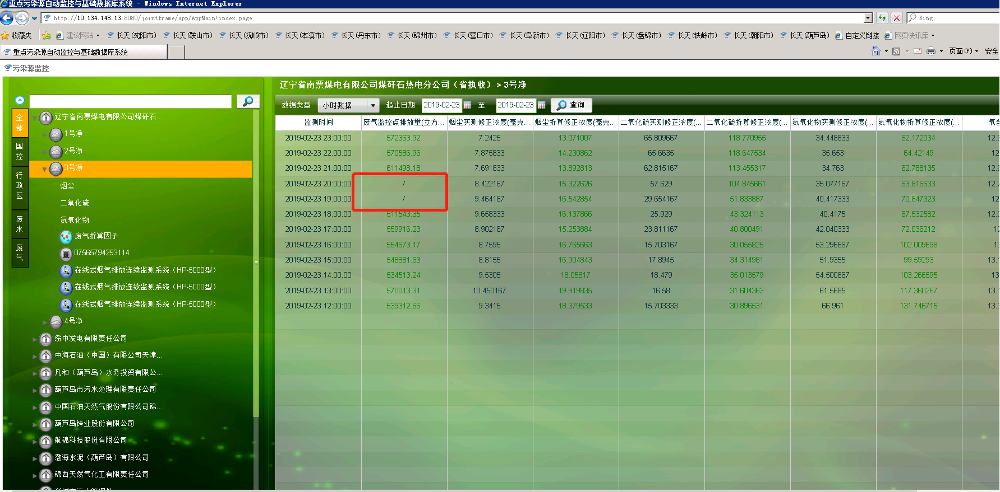 重点污染源自动监控与基础数据库系统 - Windows Internet Explorer
http://10.134.148.13:8080/jointframe/app/AppMain!index.page
Bing
收藏夹 建议网站 长天(沈阳市) 长天(鞍山市) 长天(抚顺市) 长天(本溪市) 长天(丹东市) 长天(锦州市) 长天(营口市) 长天(阜新市) 长天(辽阳市) 长天(盘锦市) 长天(铁岭市) 长天(朝阳市) 长天(葫芦岛) 自定义链接 网页快讯库
重点污染源自动监控与基础数据库系统
页面(P) 安全
污染源监控
全部
国控
行政区
废水
废气
辽宁省南票煤电有限公司煤矸石...
1号净
2号净
3号净
烟尘
二氧化硫
氮氧化物
废气折算因子
07565794293114
在线式烟气排放连续监测系统（HP-5000型）
在线式烟气排放连续监测系统（HP-5000型）
在线式烟气排放连续监测系统（HP-5000型）
4号净
绥中发电有限责任公司
中海石油（中国）有限公司天津...
凡和（葫芦岛）水务投资有限公...
葫芦岛市污水处理有限责任公司
中国石油天然气股份有限公司锦...
葫芦岛锌业股份有限公司
航锦科技股份有限公司
渤海水泥（葫芦岛）有限公司
锦西天然气化工有限责任公司
辽宁省南票煤电有限公司煤矸石热电分公司（省执收）> 3号净
数据类型 小时数据 起止日期 2019-02-23 至 2019-02-23 查询
监测时间 废气监控点排放量(立方... 烟尘实测修正浓度(毫克... 烟尘折算修正浓度(毫克... 二氧化硫实测修正浓度(... 二氧化硫折算修正浓度(... 氮氧化物实测修正浓度(... 氮氧化物折算修正浓度(... 氧含
2019-02-23 23:00:00 572363.92 7.2425 13.071007 65.809667 118.770955 34.448833 62.172034 12.6
2019-02-23 22:00:00 570586.96 7.875833 14.230862 65.6635 118.647534 35.653 64.42149 12
2019-02-23 21:00:00 611498.18 7.691833 13.892813 62.815167 113.455317 34.763 62.788135 12.6
2019-02-23 20:00:00 / 8.422167 15.322626 57.629 104.845661 35.077167 63.816633 12.7
2019-02-23 19:00:00 / 9.464167 16.542854 29.654167 51.833887 40.417333 70.647323 12
2019-02-23 18:00:00 511543.35 9.658333 16.137866 25.929 43.324113 40.4175 67.532582 12.0
2019-02-23 17:00:00 559916.23 8.902167 15.253884 23.811167 40.800491 42.040333 72.036212 12
2019-02-23 16:00:00 554673.17 8.7595 16.765663 15.703167 30.055825 53.296667 102.009698 13
2019-02-23 15:00:00 548881.63 8.8155 16.904843 17.8945 34.314981 51.9355 99.59293 13.1
2019-02-23 14:00:00 534513.24 9.5305 18.05817 18.479 35.013579 54.500667 103.266595 13
2019-02-23 13:00:00 570013.31 10.450167 19.919835 16.58 31.604363 61.5685 117.360267 13.1
2019-02-23 12:00:00 539312.66 9.3415 18.379533 15.703333 30.896531 66.961 131.746715 13.3